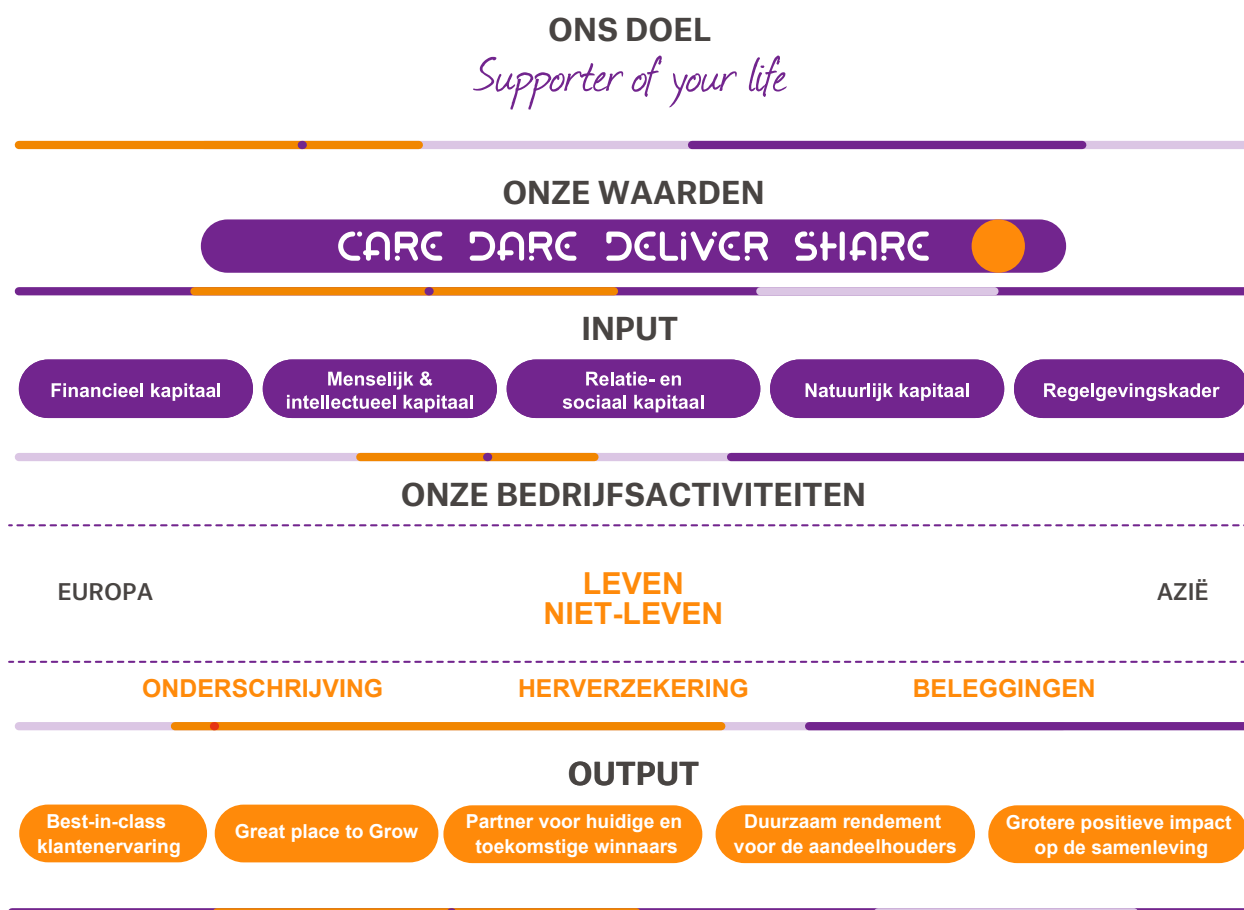 ONS DOEL
Supporter of your life
ONZE WAARDEN
CARE DARE DELIVER SHARE
INPUT
Financieel kapitaal
Menselijk &
intellectueel kapitaal
Relatie- en
sociaal kapitaal
Natuurlijk kapitaal
Regelgevingskader
ONZE BEDRIJFSACTIVITEITEN
EUROPA
LEVEN
NIET-LEVEN
AZIË
ONDERSCHRIJVING
HERVERZEKERING
BELEGGINGEN
OUTPUT
Best-in-class
klantenervaring
Great place to Grow
Partner voor huidige en
toekomstige winnaars
Duurzaam rendement
voor de aandeelhouders
Grotere positieve impact
op de samenleving